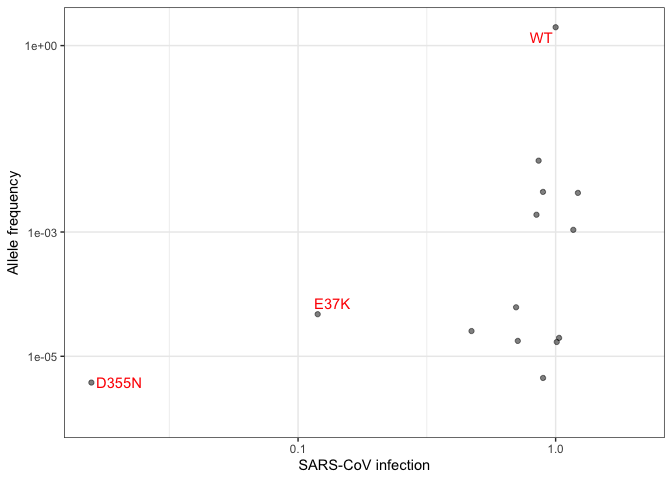 1e+00
WT
Allele frequency
1e-03
E37K
1e-05
D355N
0.1
1.0
SARS-CoV infection